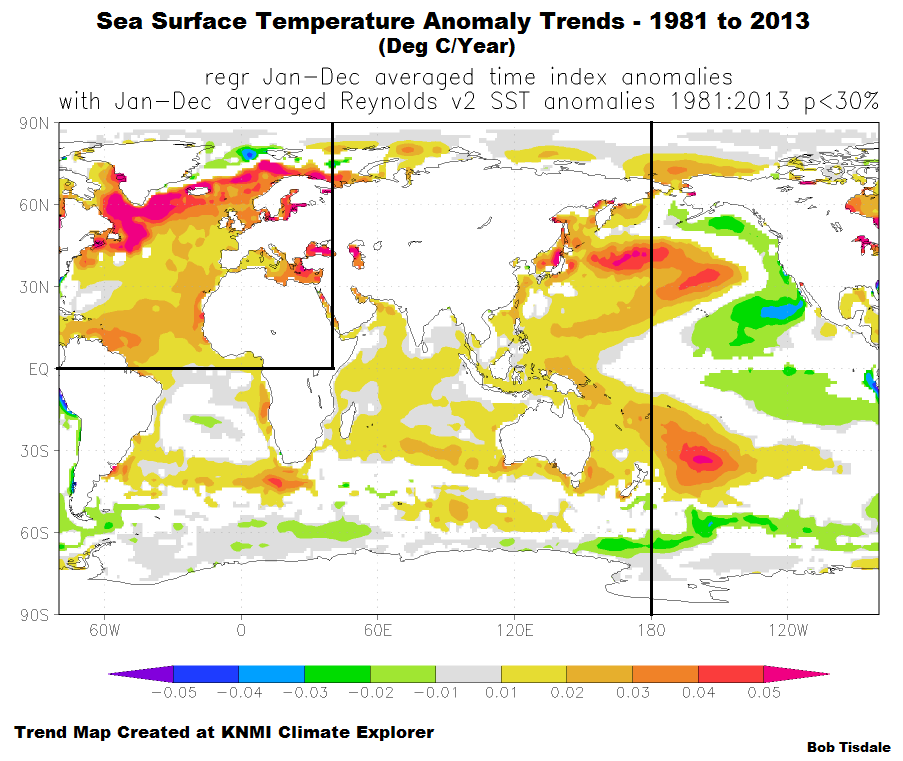 Sea Surface Temperature Anomaly Trends - 1981 to 2013
(Deg C/Year)
regr Jan-Dec averaged time index anomalies
with Jan-Dec averaged Reynolds v2 SST anomalies 1981:2013 p<30%
90N
60N
30N
EQ
30S
60S
90S
60W 0 60E 120E 180 120W
-0.05 -0.04 -0.03 -0.02 -0.01 0.01 0.02 0.03 0.04 0.05
Trend Map Created at KNMI Climate Explorer
Bob Tisdale